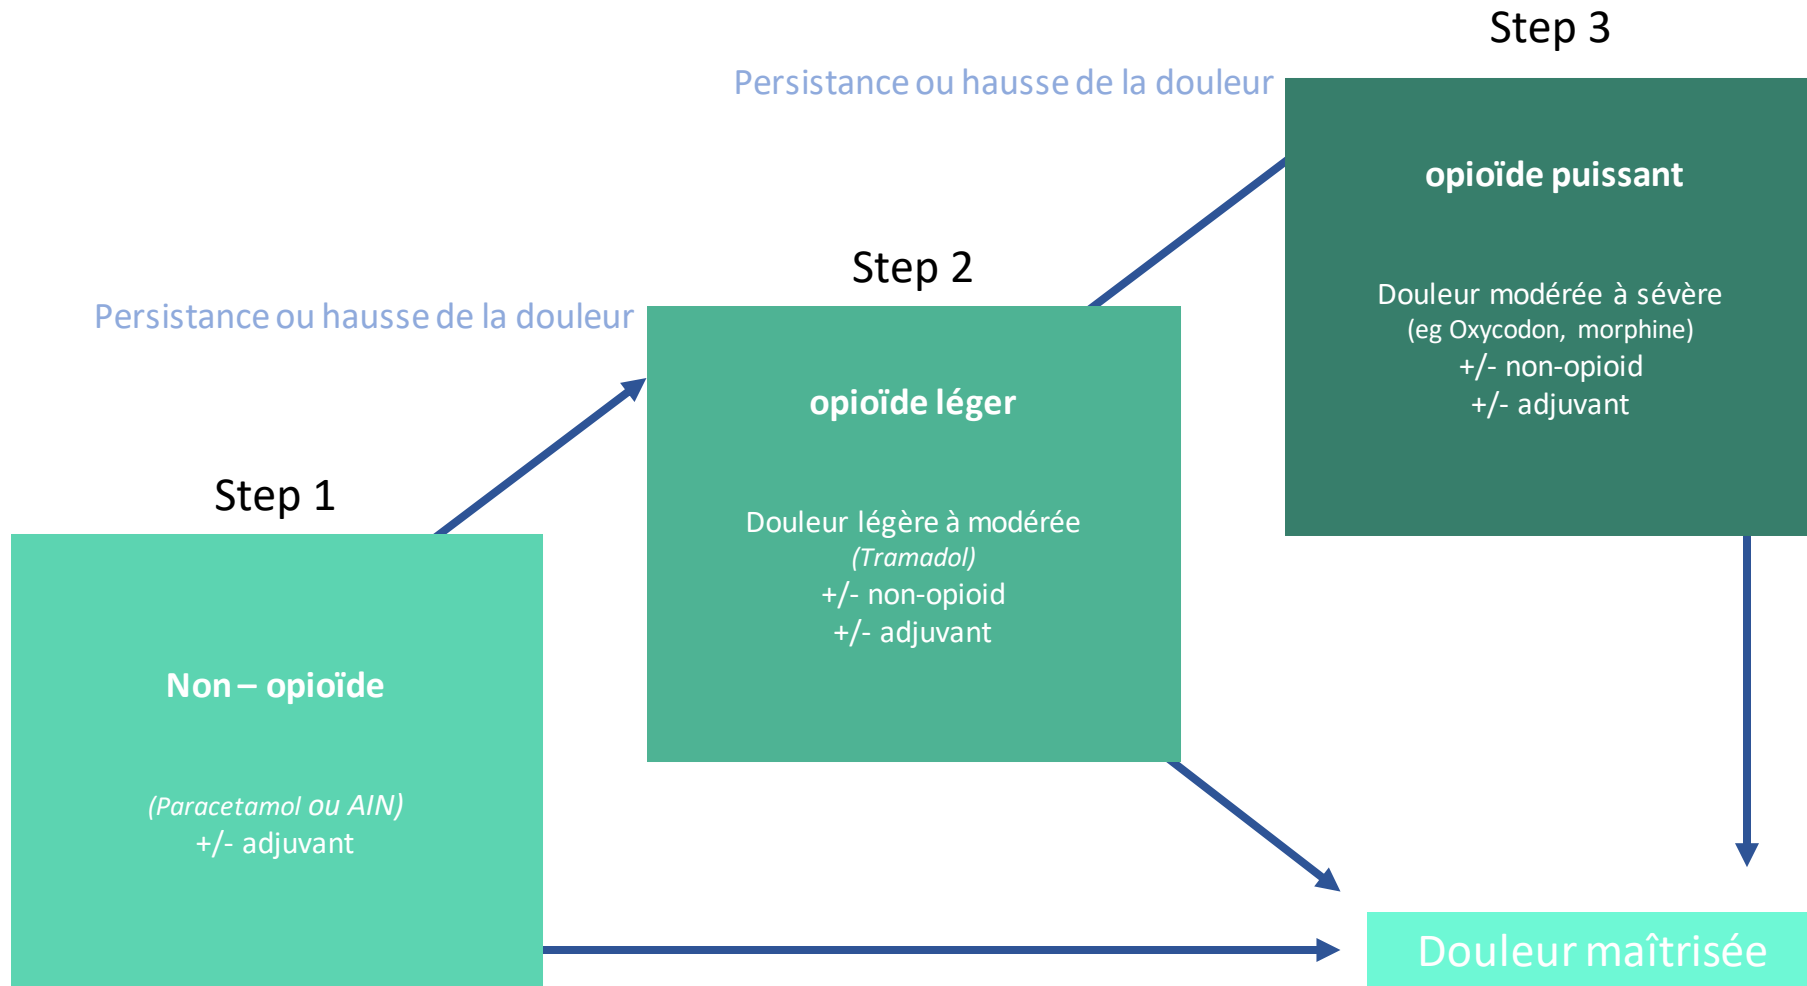 Step 3
Persistance ou hausse de la douleur
opioïde puissant
Douleur modérée à sévère
(eg Oxycodon, morphine)
+/- non-opioid
+/- adjuvant
Step 2
Persistance ou hausse de la douleur
opioïde léger
Douleur légère à modérée
(Tramadol)
+/- non-opioid
+/- adjuvant
Step 1
Non – opioïde
(Paracetamol ou AIN)
+/- adjuvant
Douleur maîtrisée